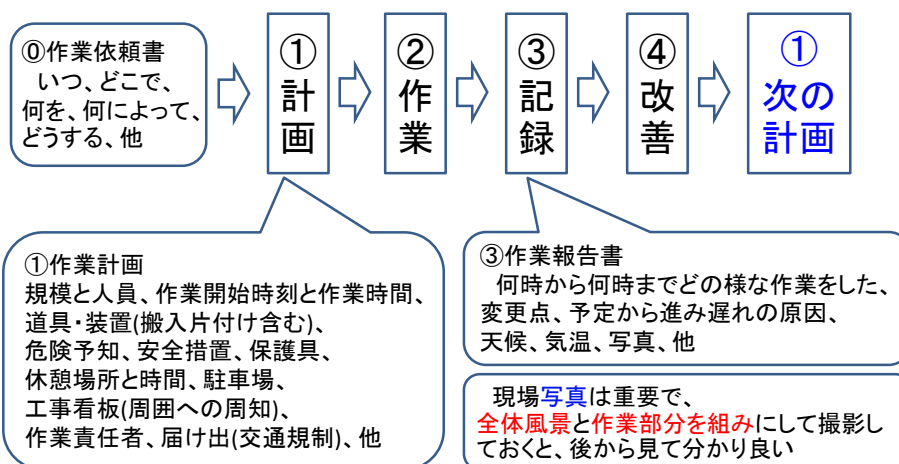 ⓪作業依頼書
いつ、どこで、
何を、何によって、
どうする、他
①
計
画
②
作
業
③
記
録
④
改
善
①
次の
計画
①作業計画
規模と人員、作業開始時刻と作業時間、
道具・装置(搬入片付け含む)、
危険予知、安全措置、保護具、
休憩場所と時間、駐車場、
工事看板(周囲への周知)、
作業責任者、届け出(交通規制)、他
③作業報告書
何時から何時までどの様な作業をした、
変更点、予定から進み遅れの原因、
天候、気温、写真、他
現場写真は重要で、
全体風景と作業部分を組みにして撮影し
ておくと、後から見て分かり良い